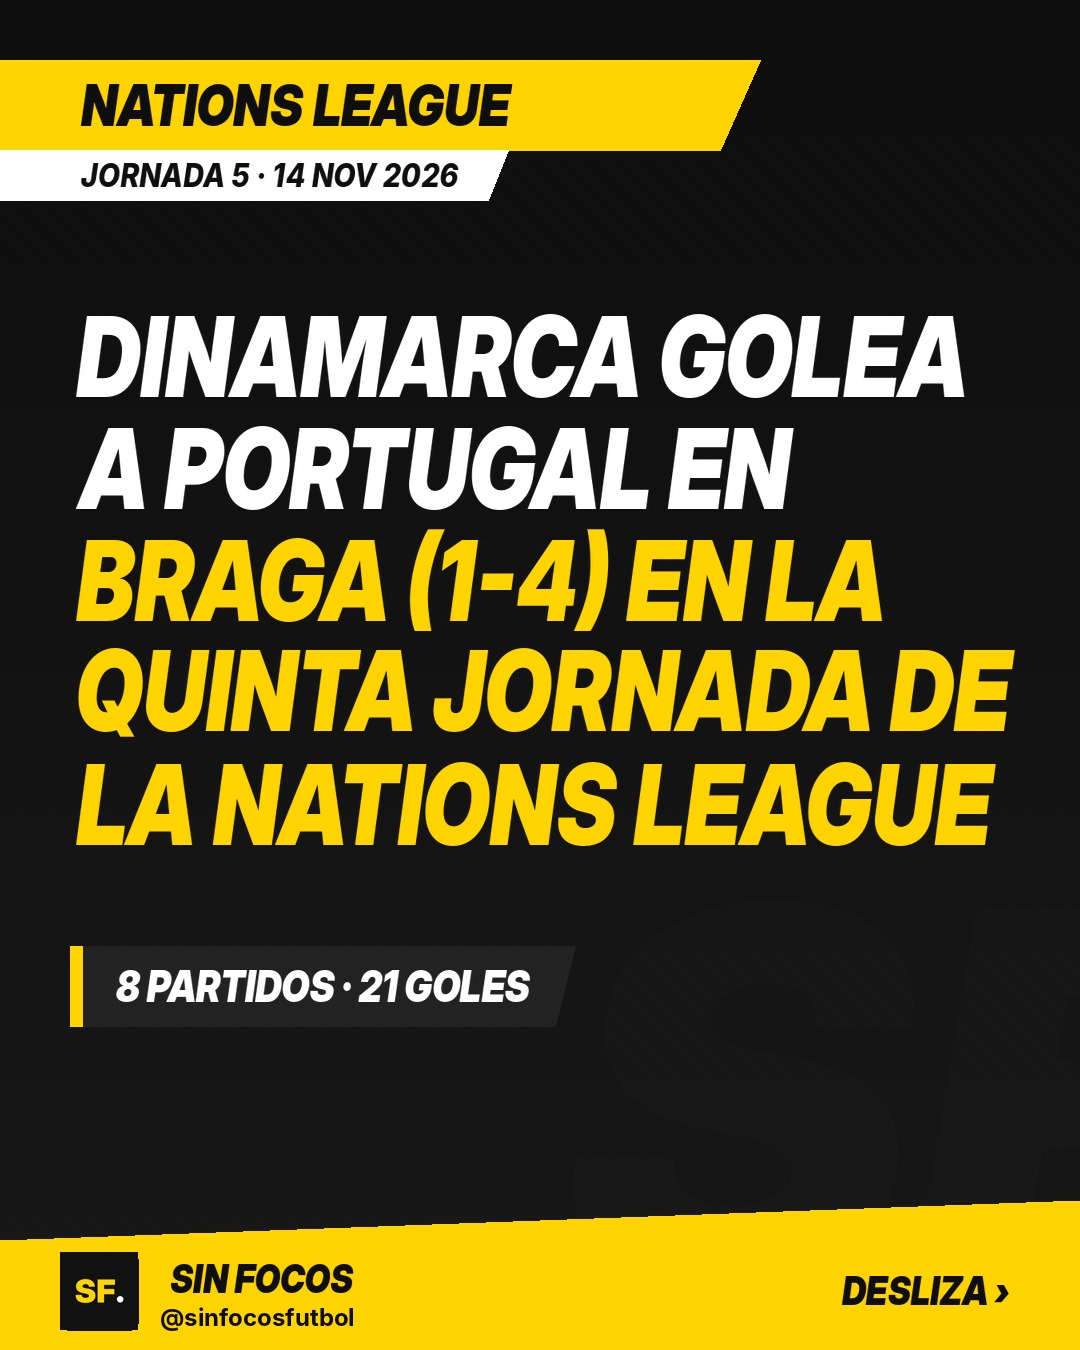 NATIONS LEAGUE
JORNADA 5 · 14 NOV 2026
DINAMARCA GOLEA
A PORTUGAL EN
BRAGA (1-4) EN LA
QUINTA JORNADA DE
LA NATIONS LEAGUE
8 PARTIDOS · 21 GOLES
SF
SF.
SIN FOCOS
@sinfocosfutbol
DESLIZA ›